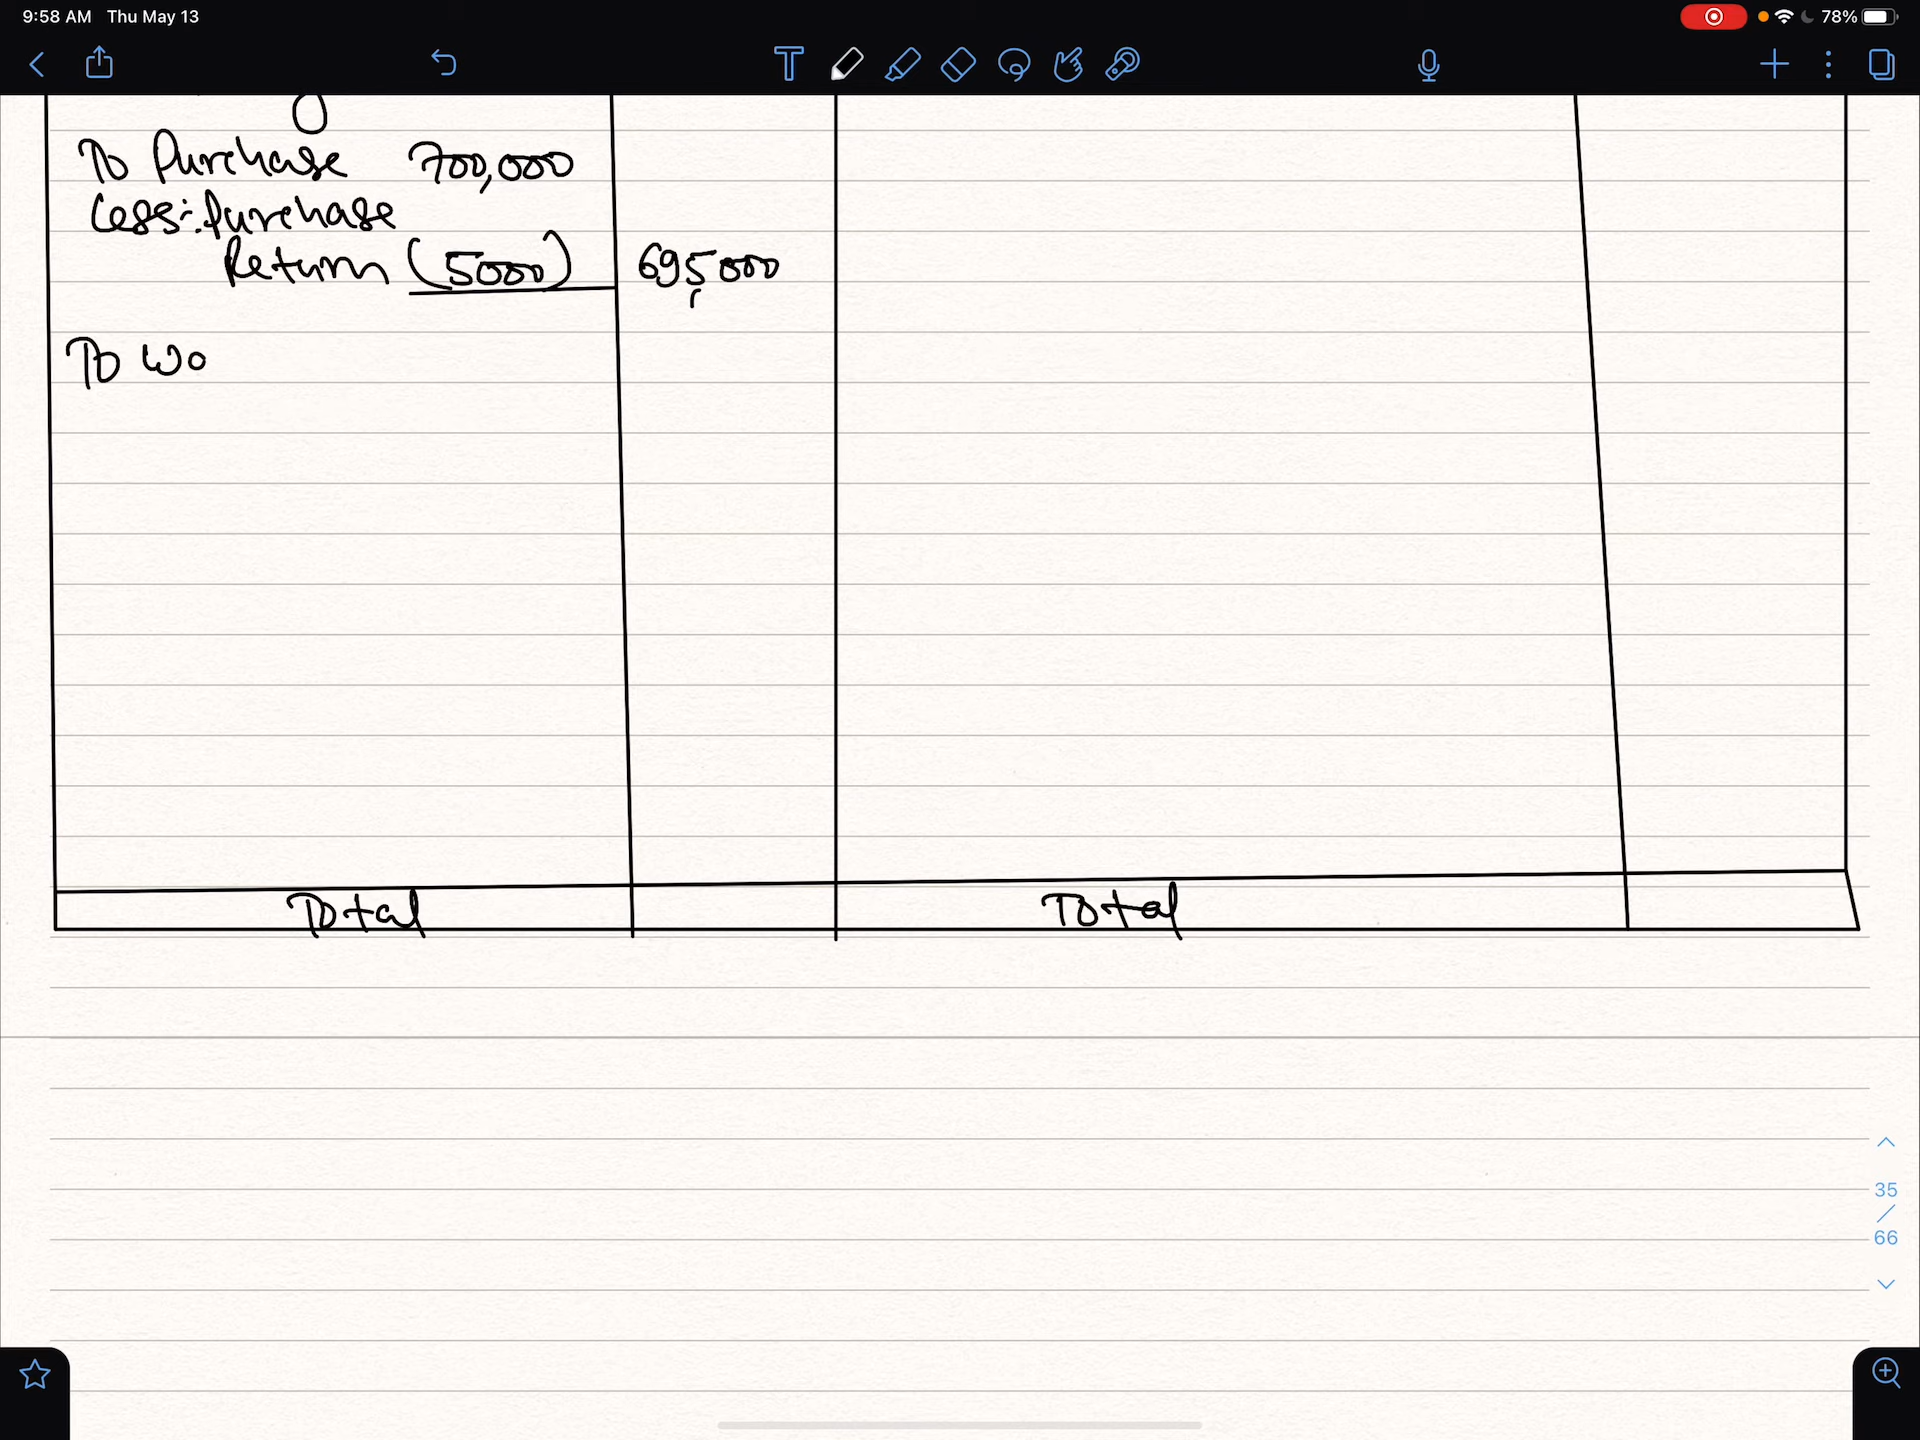 9:58 AM Thu May 13
78%
To Purchase 700,000
Less:- Purchase
Return (5000) 695,000
To Wo
Total Total
35
/
66